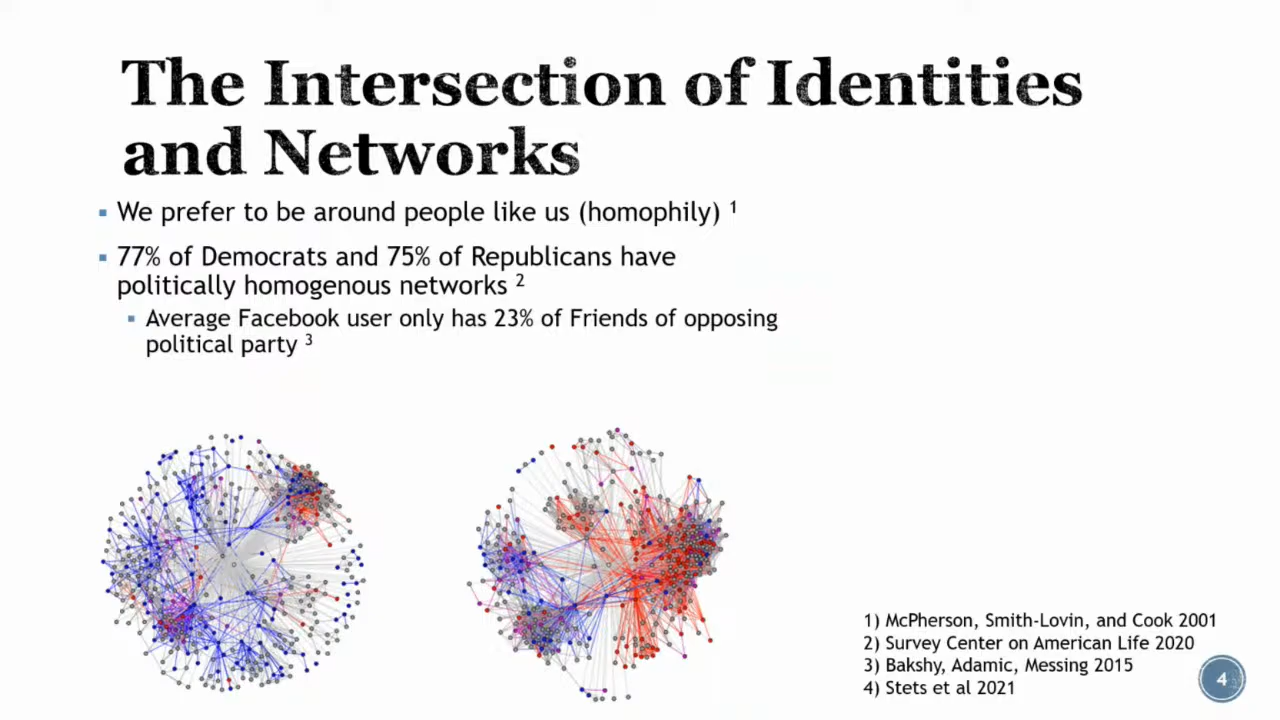 The Intersection of Identities
and Networks
▪ We prefer to be around people like us (homophily) ¹
▪ 77% of Democrats and 75% of Republicans have
politically homogenous networks ²
▪ Average Facebook user only has 23% of Friends of opposing
political party ³
1) McPherson, Smith-Lovin, and Cook 2001
2) Survey Center on American Life 2020
3) Bakshy, Adamic, Messing 2015
4) Stets et al 2021
4